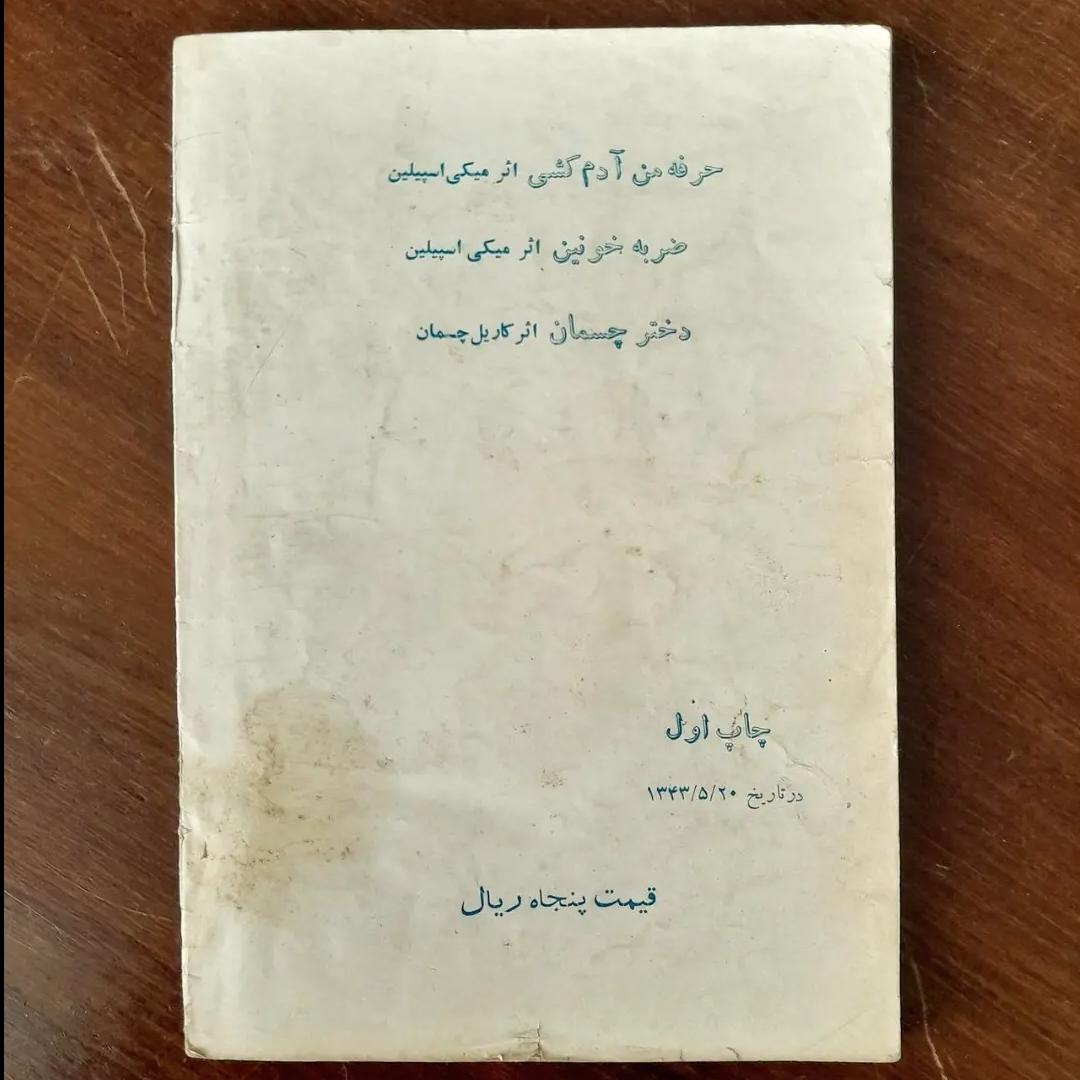 حرفه من آدم کشی اثر میکی اسپیلین
ضربه خونین اثر میکی اسپیلین
دختر چسمان اثر کاریل چسمان
چاپ اول
در تاریخ ۱۳۴۳/۵/۲۰
قیمت پنجاه ریال